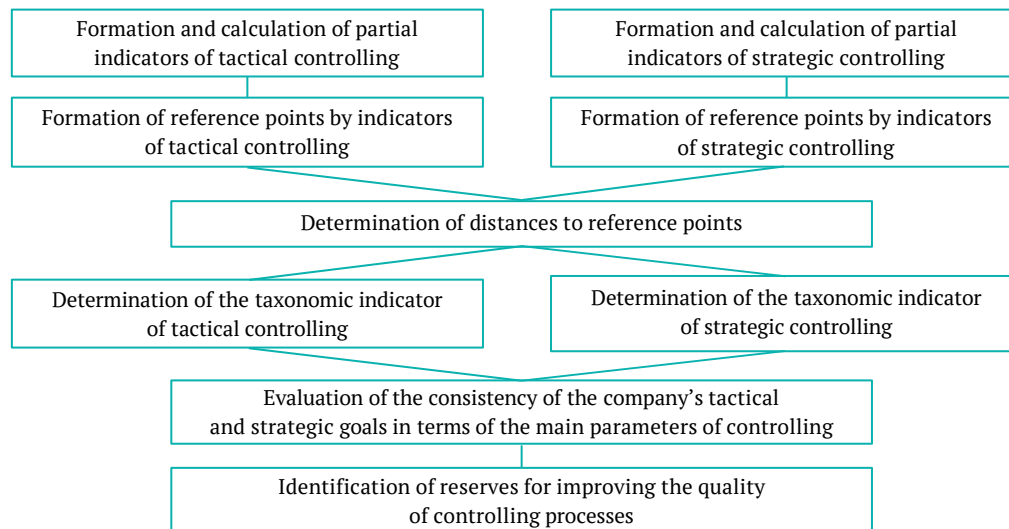 Formation and calculation of partial
indicators of tactical controlling
Formation and calculation of partial
indicators of strategic controlling
Formation of reference points by indicators
of tactical controlling
Formation of reference points by indicators
of strategic controlling
Determination of distances to reference points
Determination of the taxonomic indicator
of tactical controlling
Determination of the taxonomic indicator
of strategic controlling
Evaluation of the consistency of the company’s tactical
and strategic goals in terms of the main parameters of controlling
Identification of reserves for improving the quality
of controlling processes